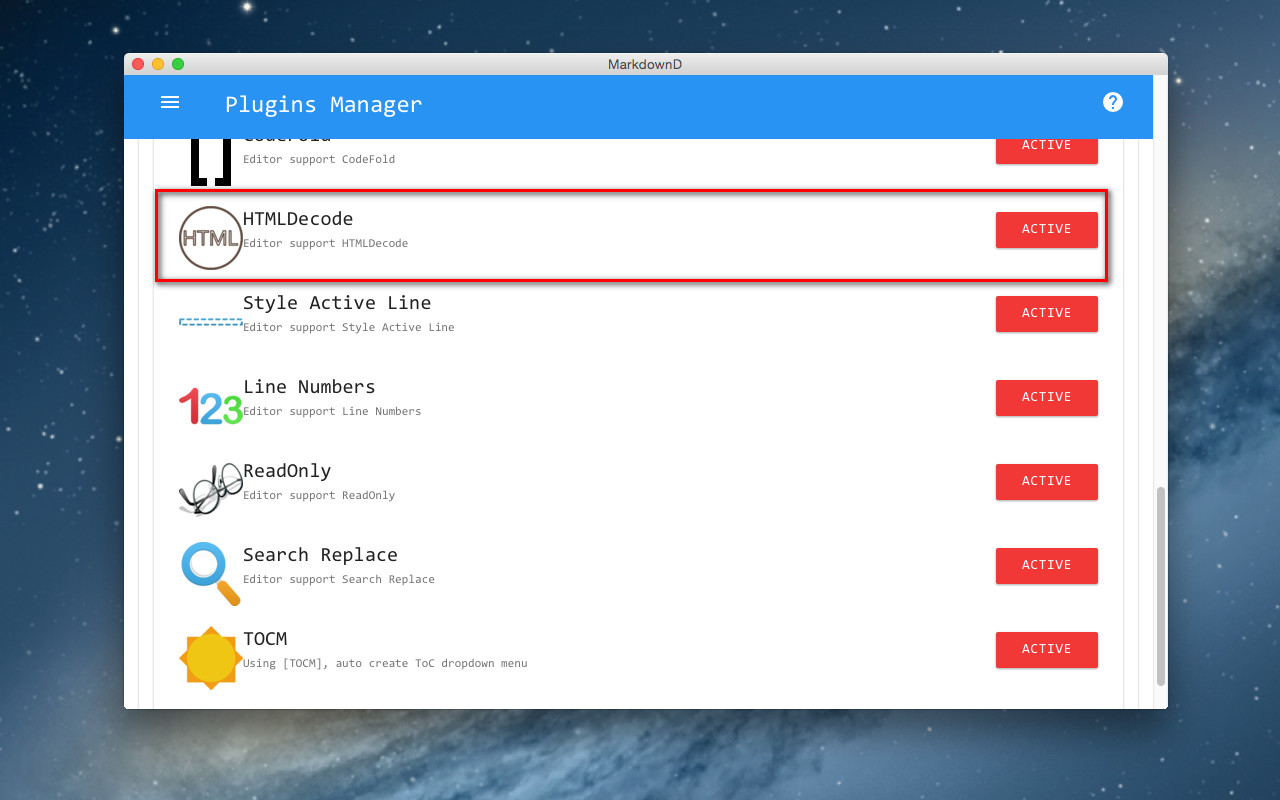 MarkdownD
Plugins Manager
CodeFold
Editor support CodeFold
ACTIVE
HTML
HTMLDecode
Editor support HTMLDecode
ACTIVE
Style Active Line
Editor support Style Active Line
ACTIVE
123
Line Numbers
Editor support Line Numbers
ACTIVE
ReadOnly
Editor support ReadOnly
ACTIVE
Search Replace
Editor support Search Replace
ACTIVE
TOCM
Using [TOCM], auto create ToC dropdown menu
ACTIVE